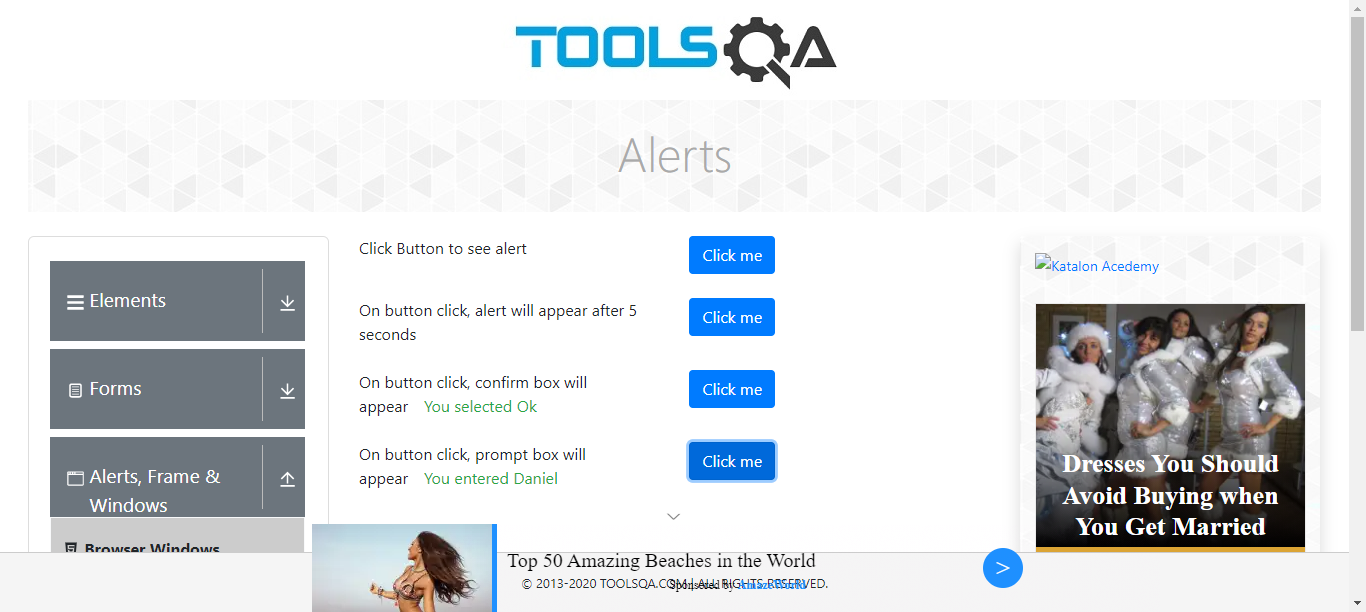 TOOLSQA
Alerts
Elements
Forms
Alerts, Frame &
Windows
Browser Windows
Click Button to see alert
Click me
On button click, alert will appear after 5
seconds
Click me
On button click, confirm box will
appear You selected Ok
Click me
On button click, prompt box will
appear You entered Daniel
Click me
Katalon Acedemy
Dresses You Should
Avoid Buying when
You Get Married
Top 50 Amazing Beaches in the World
>
© 2013-2020 TOOLSQA.COM | ALL RIGHTS RESERVED.